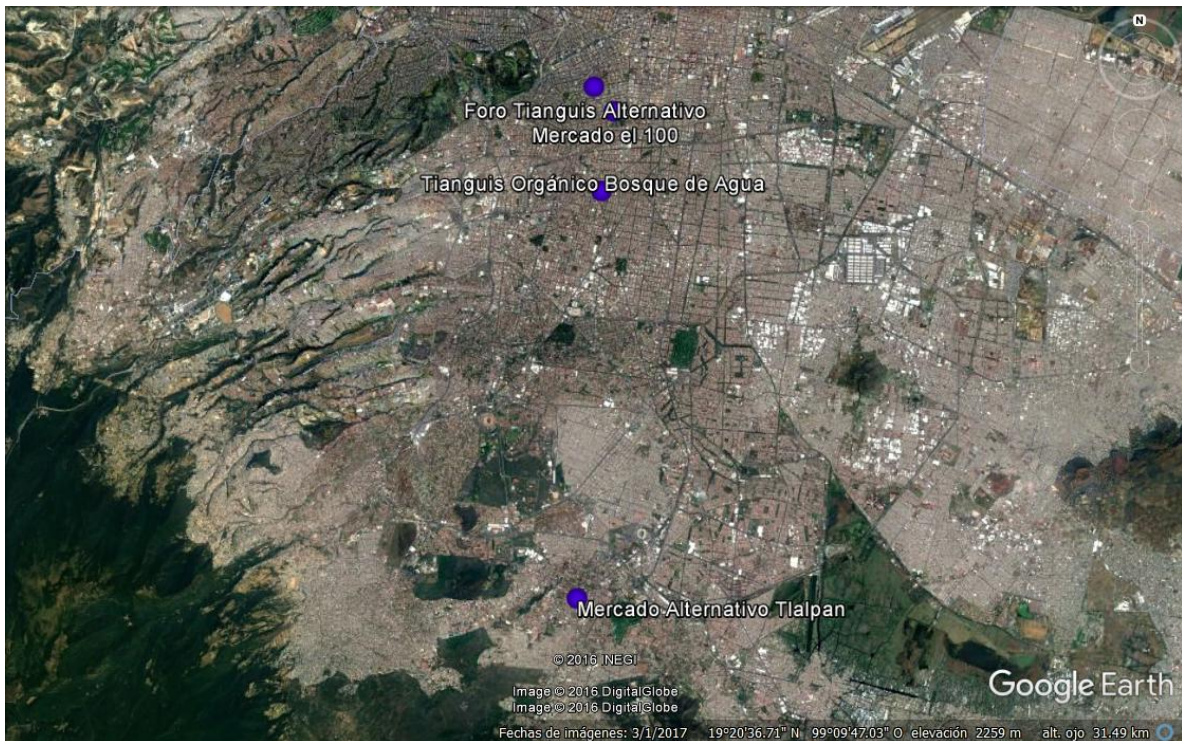 N
Foro Tianguis Alternativo
Mercado el 100
Tianguis Orgánico Bosque de Agua
Mercado Alternativo Tlalpan
© 2016 INEGI
Image © 2016 DigitalGlobe
Image © 2016 DigitalGlobe
Google Earth
Fechas de imágenes: 3/1/2017 19°20'36.71" N 99°09'47.03" O elevación 2259 m alt. ojo 31.49 km